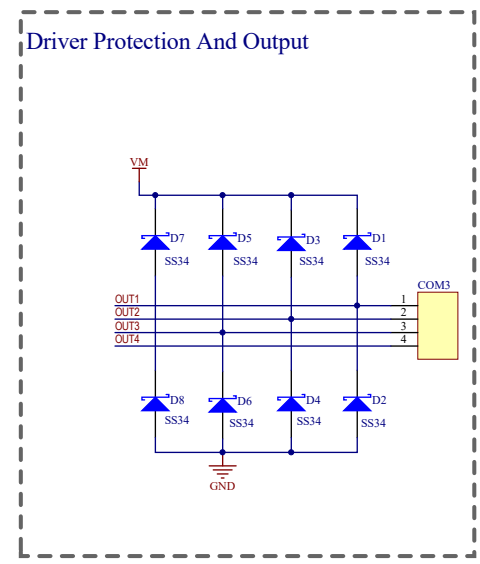 Driver Protection And Output
VM
D7
D5
D3
D1
SS34
SS34
SS34
SS34
COM3
OUT1
1
OUT2
2
OUT3
3
OUT4
4
D8
D6
D4
D2
SS34
SS34
SS34
SS34
GND